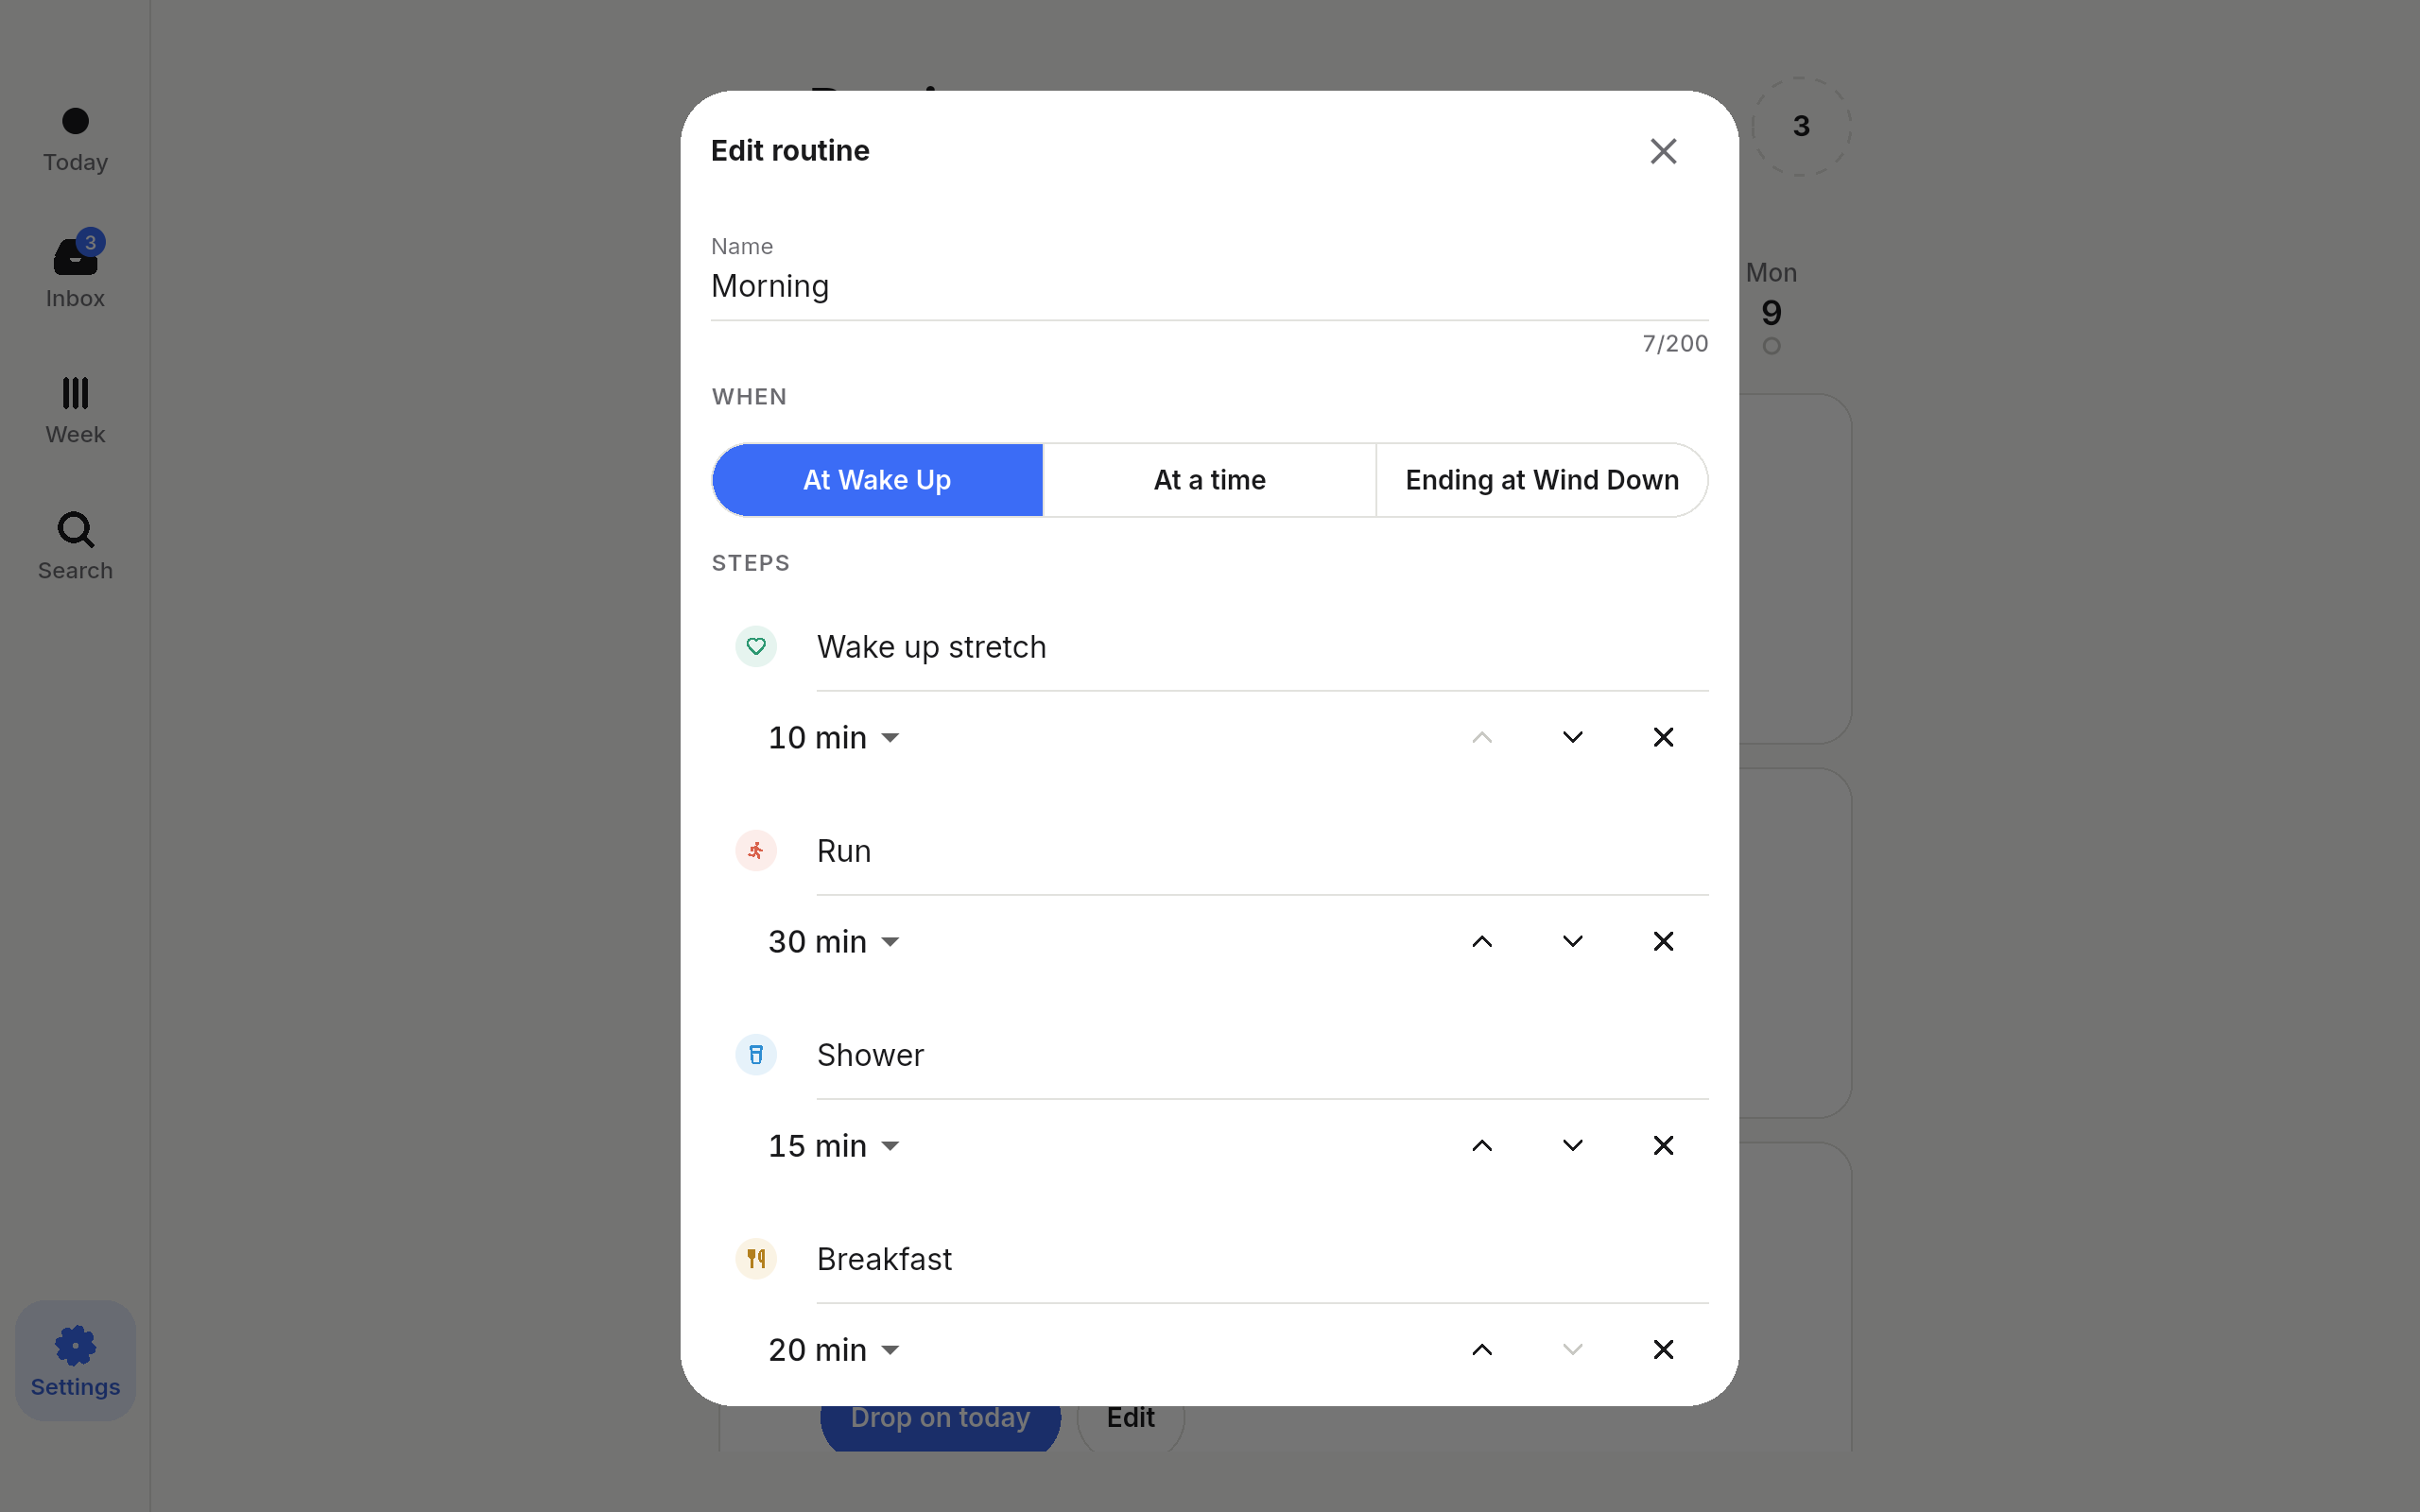 Today
3
Inbox
Week
Search
Settings
3
Mon
9
Edit routine
Name
Morning
7/200
WHEN
At Wake Up
At a time
Ending at Wind Down
STEPS
Wake up stretch
10 min
Run
30 min
Shower
15 min
Breakfast
20 min
Drop on today
Edit